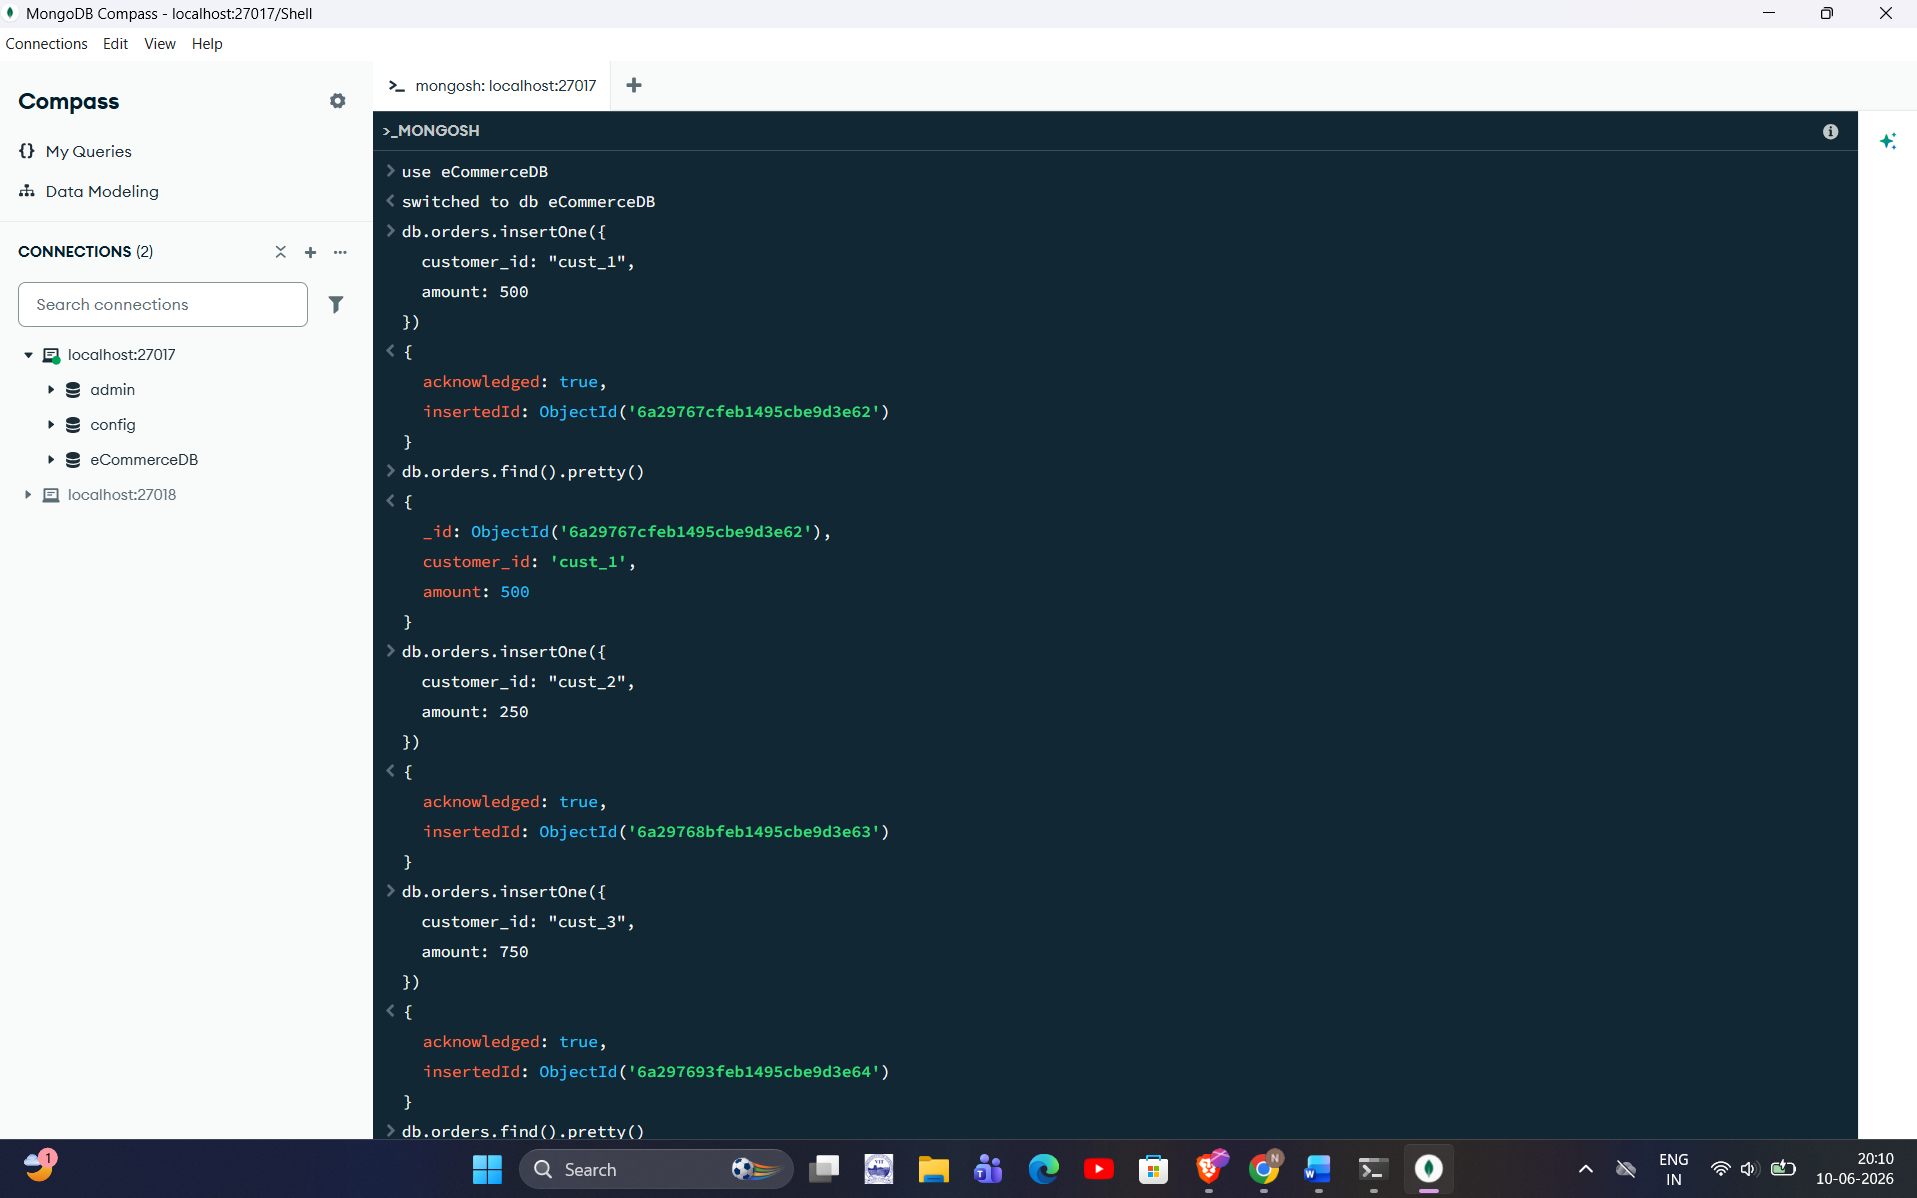 MongoDB Compass - localhost:27017/Shell
Connections Edit View Help
Compass
My Queries
Data Modeling
CONNECTIONS (2)
Search connections
localhost:27017
admin
config
eCommerceDB
localhost:27018
mongosh: localhost:27017
>_MONGOSH
> use eCommerceDB
< switched to db eCommerceDB
> db.orders.insertOne({
customer_id: "cust_1",
amount: 500
})
< {
acknowledged: true,
insertedId: ObjectId('6a29767cfeb1495cbe9d3e62')
}
> db.orders.find().pretty()
< {
_id: ObjectId('6a29767cfeb1495cbe9d3e62'),
customer_id: 'cust_1',
amount: 500
}
> db.orders.insertOne({
customer_id: "cust_2",
amount: 250
})
< {
acknowledged: true,
insertedId: ObjectId('6a29768bfeb1495cbe9d3e63')
}
> db.orders.insertOne({
customer_id: "cust_3",
amount: 750
})
< {
acknowledged: true,
insertedId: ObjectId('6a297693feb1495cbe9d3e64')
}
> db.orders.find().pretty()
1
Search
N
ENG
IN
20:10
10-06-2026